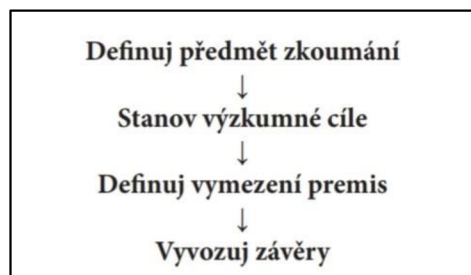 Definuj předmět zkoumání
↓
Stanov výzkumné cíle
↓
Definuj vymezení premis
↓
Vyvozuj závěry